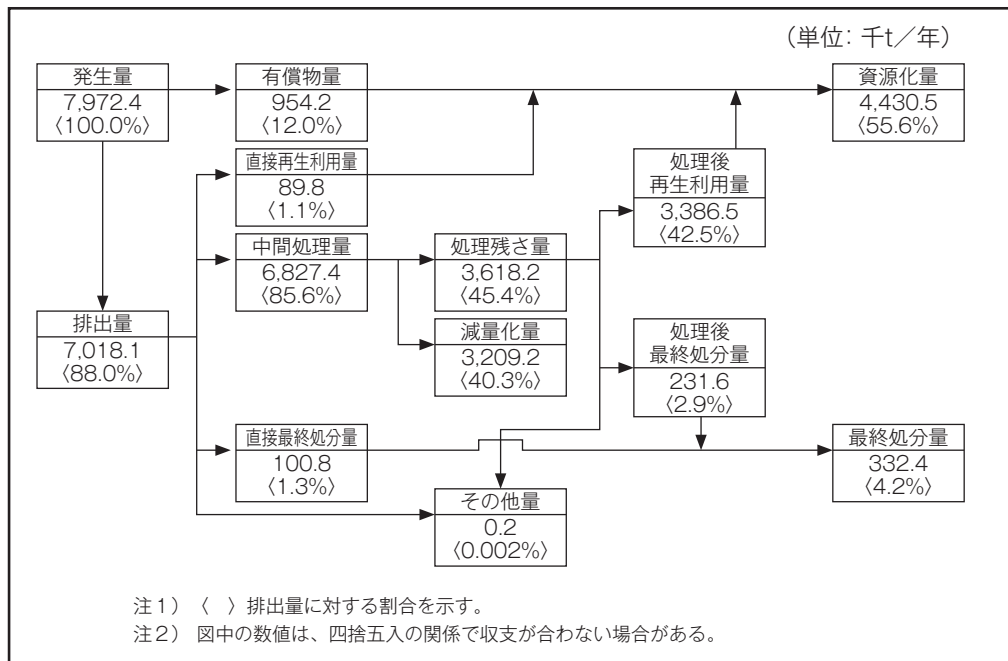 (単位: 千t／年)
発生量
7,972.4
〈100.0%〉
有償物量
954.2
〈12.0%〉
資源化量
4,430.5
〈55.6%〉
直接再生利用量
89.8
〈1.1%〉
処理後
再生利用量
3,386.5
〈42.5%〉
中間処理量
6,827.4
〈85.6%〉
処理残さ量
3,618.2
〈45.4%〉
排出量
7,018.1
〈88.0%〉
減量化量
3,209.2
〈40.3%〉
処理後
最終処分量
231.6
〈2.9%〉
直接最終処分量
100.8
〈1.3%〉
最終処分量
332.4
〈4.2%〉
その他量
0.2
〈0.002%〉
注1） 〈　〉排出量に対する割合を示す。
注2） 図中の数値は、四捨五入の関係で収支が合わない場合がある。